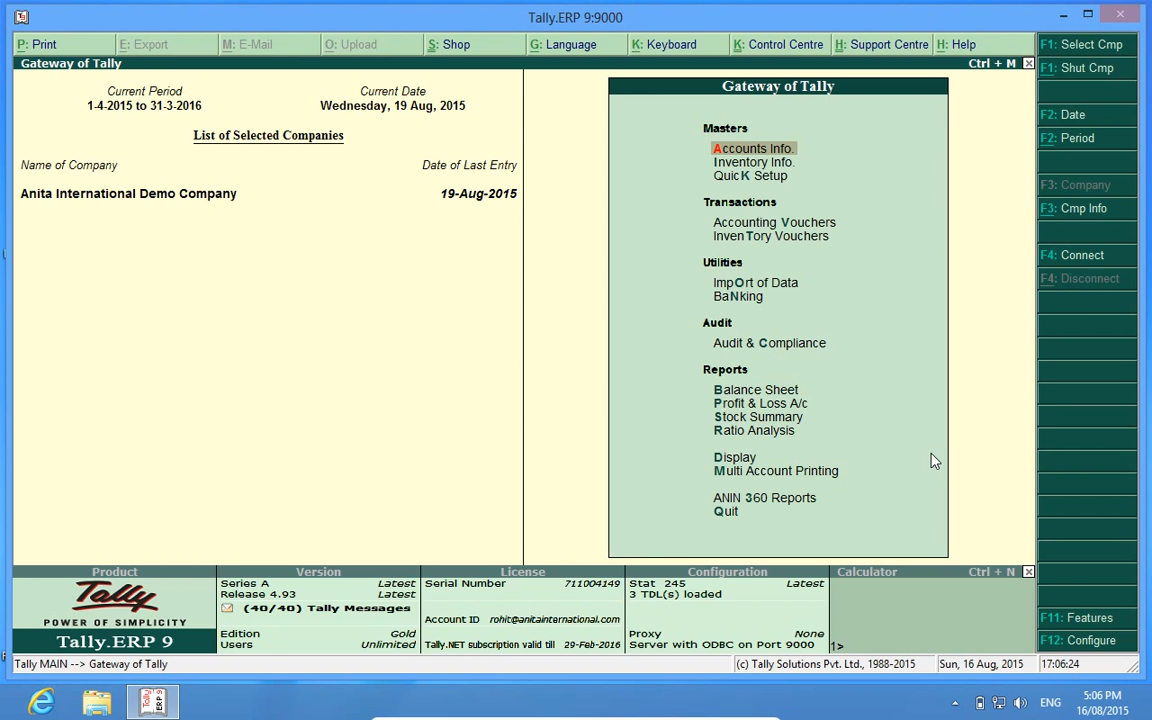 Tally.ERP 9:9000
P: Print
E: Export
M: E-Mail
O: Upload
S: Shop
G: Language
K: Keyboard
K: Control Centre
H: Support Centre
H: Help
F1: Select Cmp
F1: Shut Cmp
F2: Date
F2: Period
F3: Company
F3: Cmp Info
F4: Connect
F4: Disconnect
F11: Features
F12: Configure
Gateway of Tally
Ctrl + M
Current Period
1-4-2015 to 31-3-2016
Current Date
Wednesday, 19 Aug, 2015
List of Selected Companies
Name of Company
Date of Last Entry
Anita International Demo Company
19-Aug-2015
Gateway of Tally
Masters
Accounts Info.
Inventory Info.
QuicK Setup
Transactions
Accounting Vouchers
InvenTory Vouchers
Utilities
ImpOrt of Data
BaNking
Audit
Audit & Compliance
Reports
Balance Sheet
Profit & Loss A/c
Stock Summary
Ratio Analysis
Display
Multi Account Printing
ANIN 360 Reports
Quit
Product
Tally
POWER OF SIMPLICITY
Tally.ERP 9
Version
Series A Latest
Release 4.93 Latest
(40/40) Tally Messages
Edition Gold
Users Unlimited
License
Serial Number 711004149
Account ID rohit@anitainternational.com
Tally.NET subscription valid till 29-Feb-2016
Configuration
Stat 245 Latest
3 TDL(s) loaded
Proxy None
Server with ODBC on Port 9000
Calculator Ctrl + N
1>
Tally MAIN --> Gateway of Tally
(c) Tally Solutions Pvt. Ltd., 1988-2015
Sun, 16 Aug, 2015
17:06:24
Tally
ERP 9
ENG
5:06 PM
16/08/2015